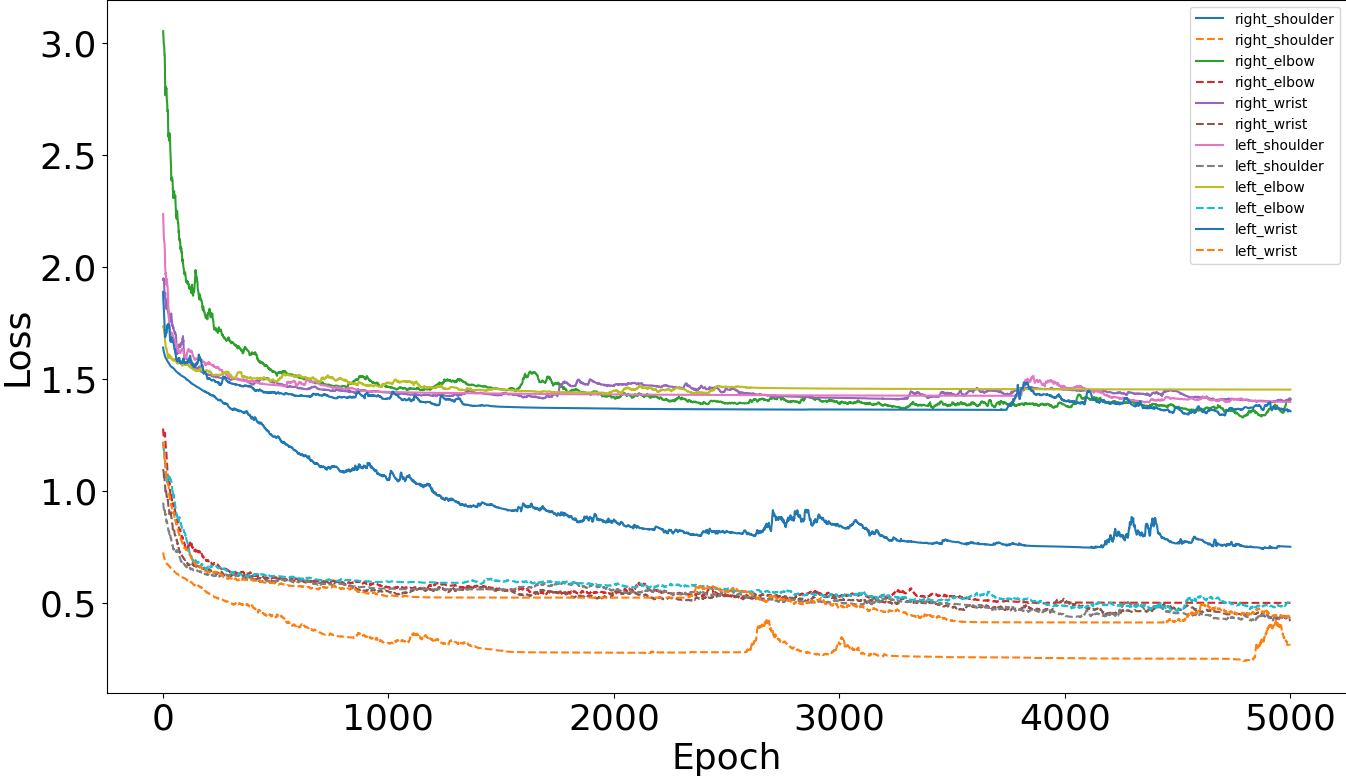 3.0
2.5
2.0
1.5
1.0
0.5
Loss
0
1000
2000
3000
4000
5000
Epoch
right_shoulder
right_shoulder
right_elbow
right_elbow
right_wrist
right_wrist
left_shoulder
left_shoulder
left_elbow
left_elbow
left_wrist
left_wrist